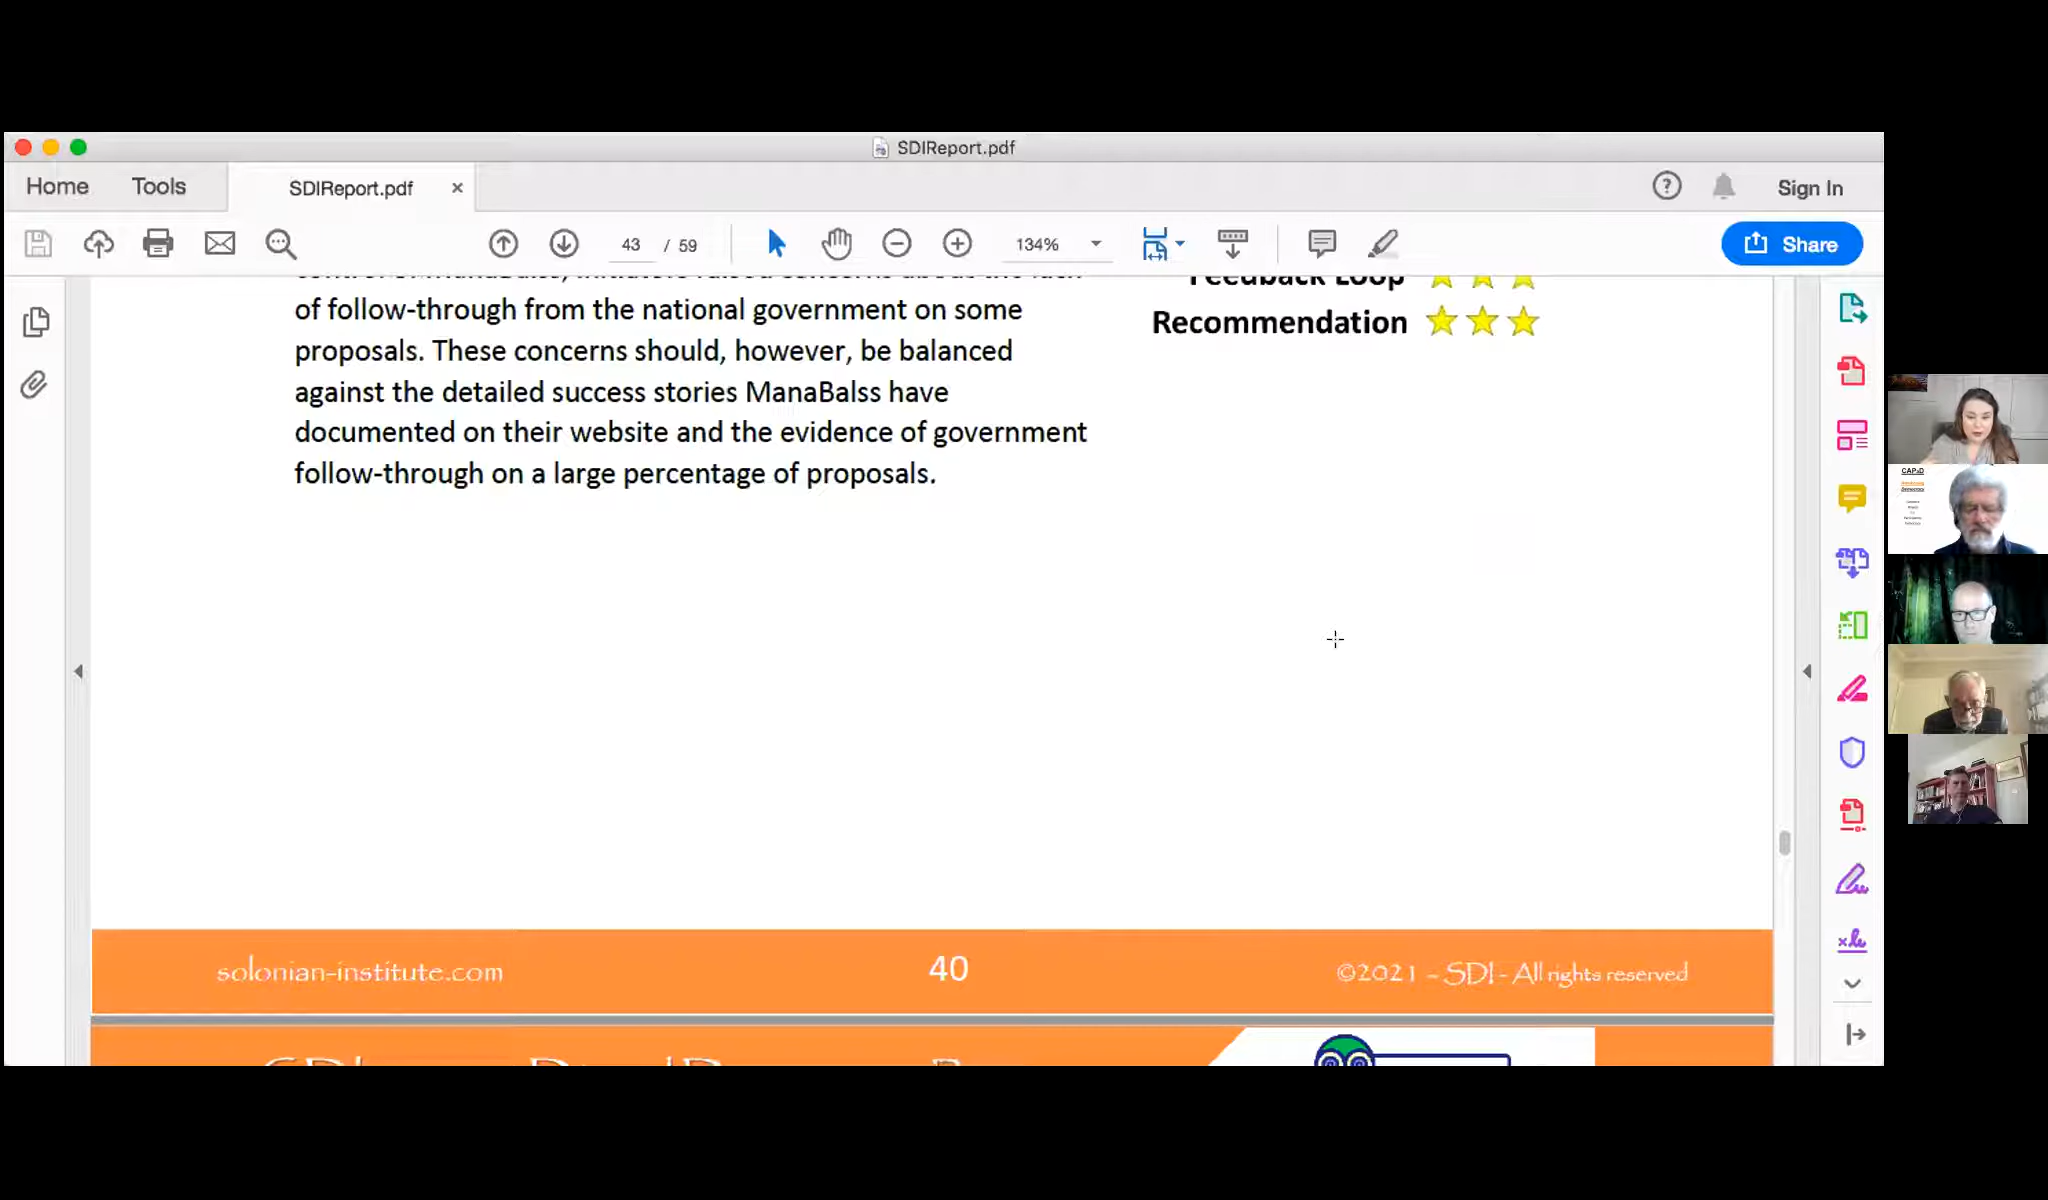 SDIReport.pdf
Home
Tools
SDIReport.pdf
Sign In
43 / 59
134%
Share
of follow-through from the national government on some
proposals. These concerns should, however, be balanced
against the detailed success stories ManaBalss have
documented on their website and the evidence of government
follow-through on a large percentage of proposals.
Feedback Loop
Recommendation
solonian-institute.com
40
©2021 – SDI - All rights reserved